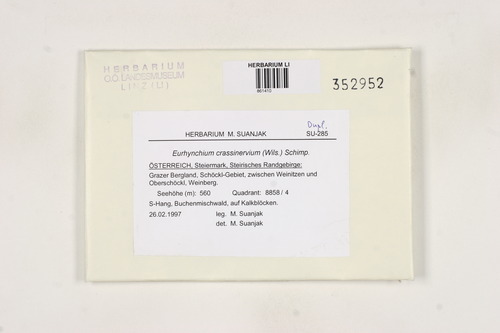 HERBARIUM
O.Ö. LANDESMUSEUM
LINZ (LI)
HERBARIUM LI
661410
352952
Dupl.
HERBARIUM M. SUANJAK
SU-285
Eurhynchium crassinervium (Wils.) Schimp.
ÖSTERREICH, Steiermark, Steirisches Randgebirge:
Grazer Bergland, Schöckl-Gebiet, zwischen Weinitzen und
Oberschöckl, Weinberg.
Seehöhe (m): 560 Quadrant: 8858 / 4
S-Hang, Buchenmischwald, auf Kalkblöcken.
26.02.1997 leg. M. Suanjak
det. M. Suanjak